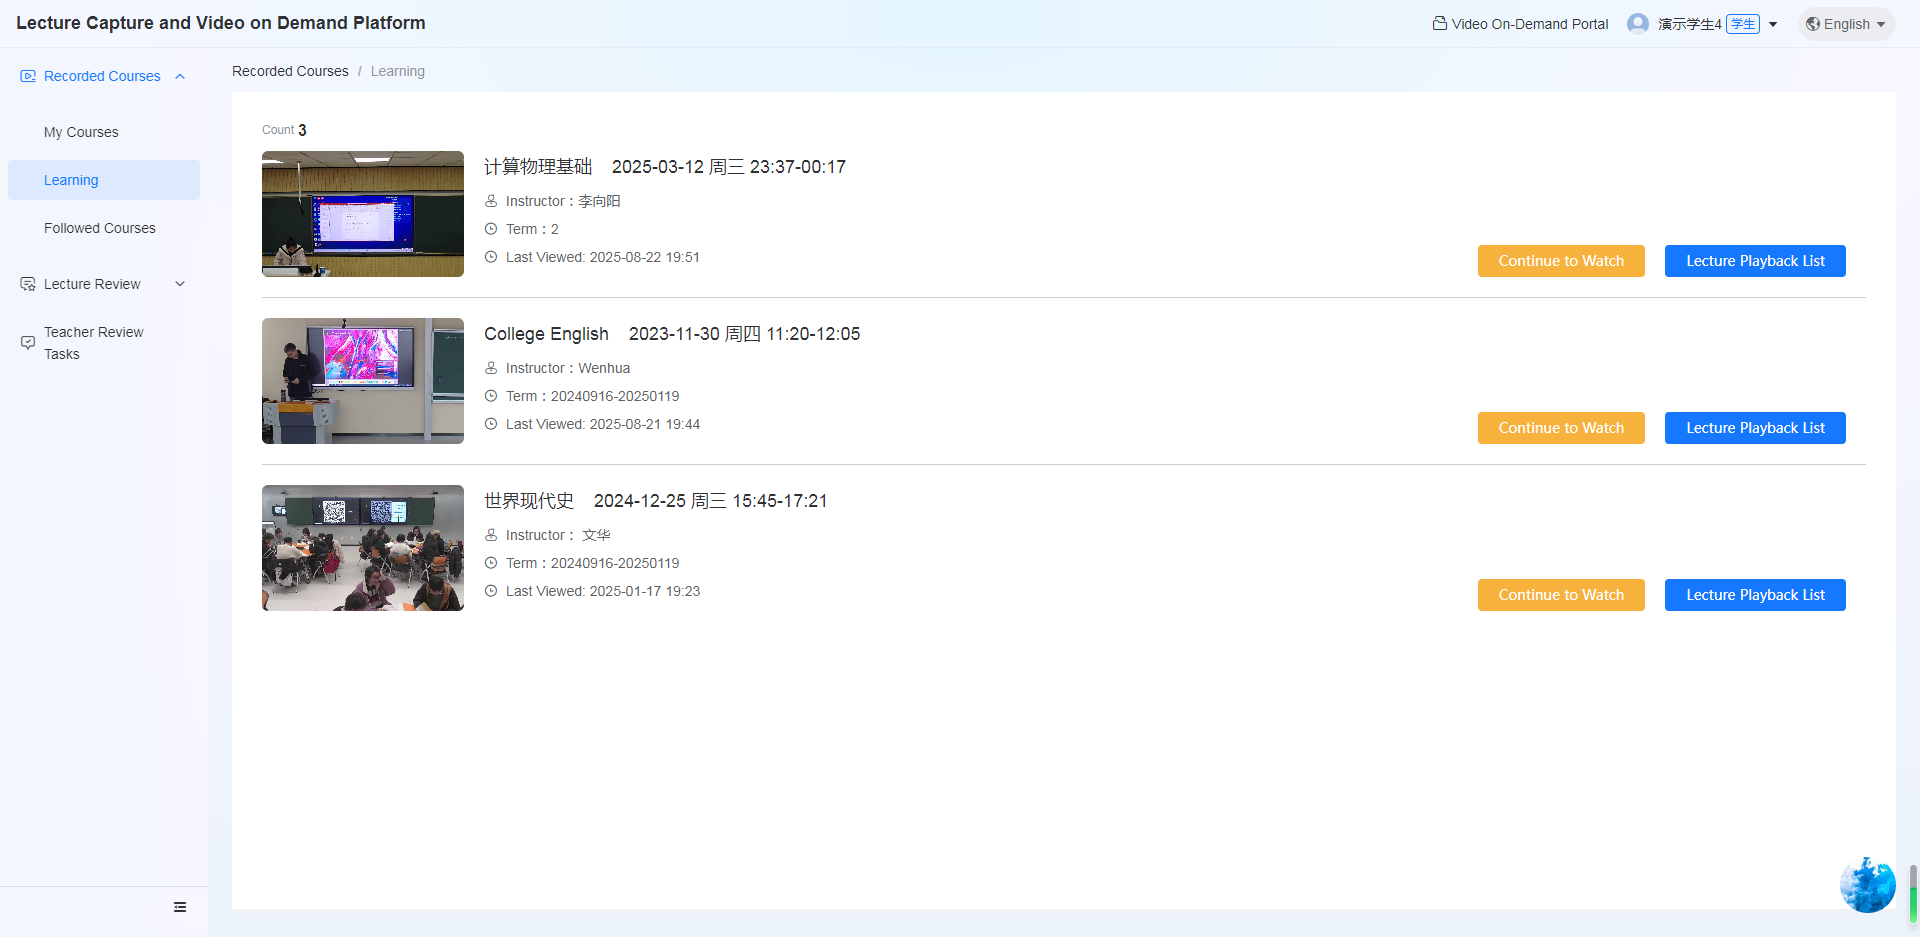 Lecture Capture and Video on Demand Platform
Video On-Demand Portal
演示学生4 学生
English
Recorded Courses
My Courses
Learning
Followed Courses
Lecture Review
Teacher Review
Tasks
Recorded Courses / Learning
Count 3
计算物理基础 2025-03-12 周三 23:37-00:17
Instructor：李向阳
Term：2
Last Viewed: 2025-08-22 19:51
Continue to Watch
Lecture Playback List
College English 2023-11-30 周四 11:20-12:05
Instructor：Wenhua
Term：20240916-20250119
Last Viewed: 2025-08-21 19:44
Continue to Watch
Lecture Playback List
世界现代史 2024-12-25 周三 15:45-17:21
Instructor： 文华
Term：20240916-20250119
Last Viewed: 2025-01-17 19:23
Continue to Watch
Lecture Playback List